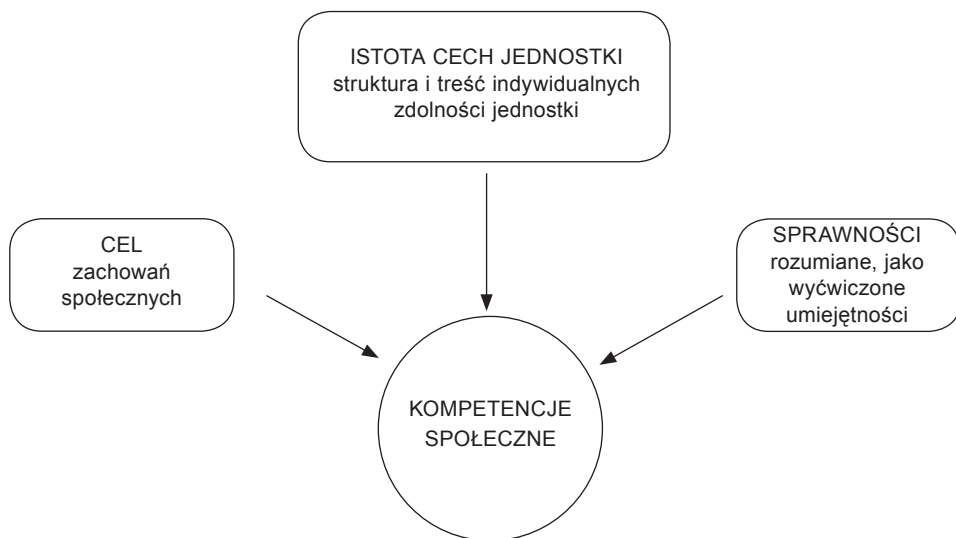 ISTOTA CECH JEDNOSTKI
struktura i treść indywidualnych
zdolności jednostki
CEL
zachowań
społecznych
SPRAWNOŚCI
rozumiane, jako
wyćwiczone
umiejętności
KOMPETENCJE
SPOŁECZNE